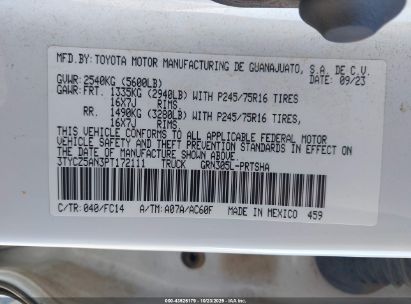 MFD.BY: TOYOTA MOTOR MANUFACTURING DE GUANAJUATO, S.A. DE C.V.
DATE: 09/23
GVWR: 2540KG (5600LB)
GAWR: FRT. 1335KG (2940LB) WITH P245/75R16 TIRES
16X7J RIMS
RR. 1490KG (3280LB) WITH P245/75R16 TIRES,
16X7J RIMS
THIS VEHICLE CONFORMS TO ALL APPLICABLE FEDERAL MOTOR
VEHICLE SAFETY AND THEFT PREVENTION STANDARDS IN EFFECT ON
THE DATE OF MANUFACTURE SHOWN ABOVE.
3TYCZ5AN3PT172111 TRUCK GRN305L-PRTSHA
C/TR: 040/FC14 A/TM: A07A/AC60F MADE IN MEXICO 459